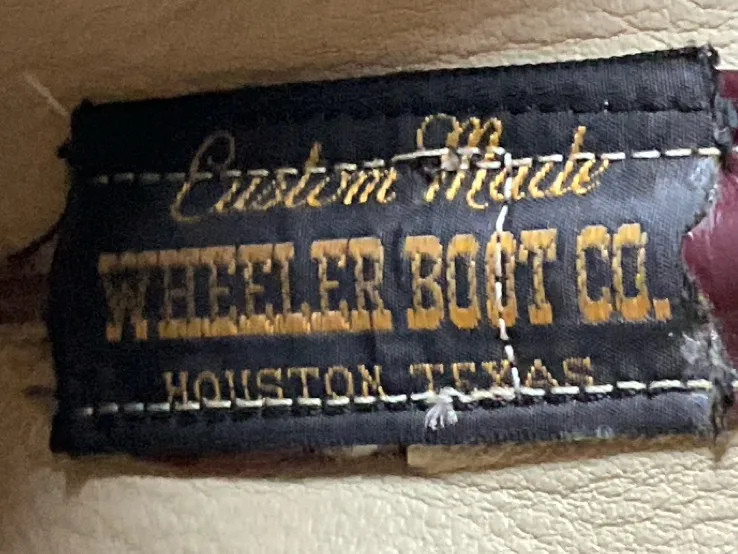 Custom Made
WHEELER BOOT CO.
HOUSTON TEXAS